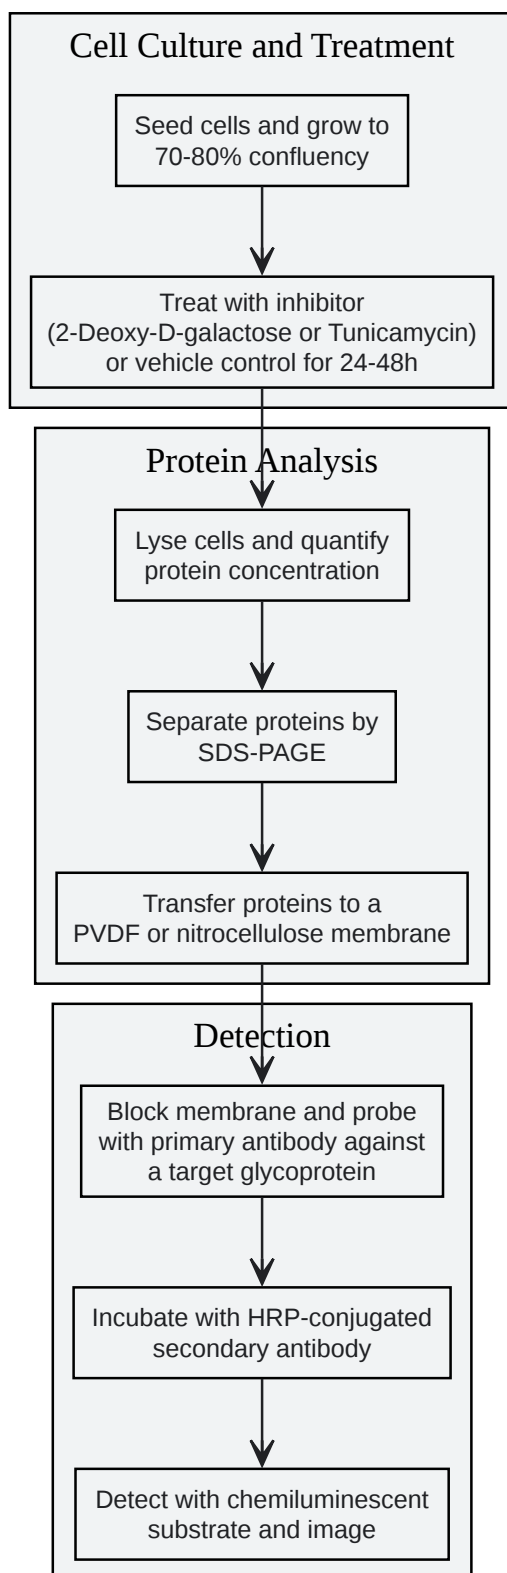 Cell Culture and Treatment
Seed cells and grow to
70-80% confluency
Treat with inhibitor
(2-Deoxy-D-galactose or Tunicamycin)
or vehicle control for 24-48h
Protein Analysis
Lyse cells and quantify
protein concentration
Separate proteins by
SDS-PAGE
Transfer proteins to a
PVDF or nitrocellulose membrane
Detection
Block membrane and probe
with primary antibody against
a target glycoprotein
Incubate with HRP-conjugated
secondary antibody
Detect with chemiluminescent
substrate and image